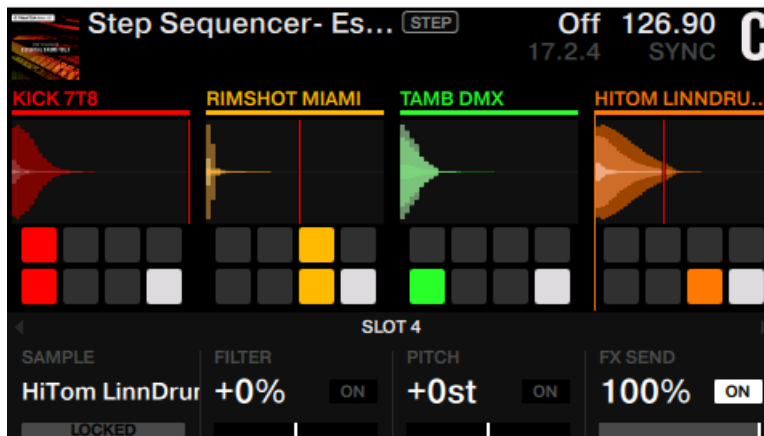 Step Sequencer- Es... STEP Off 126.90
17.2.4 SYNC C
KICK 7T8 RIMSHOT MIAMI TAMB DMX HITOM LINNDRU..
SLOT 4
SAMPLE FILTER PITCH FX SEND
HiTom LinnDrur +0% ON +0st ON 100% ON
LOCKED